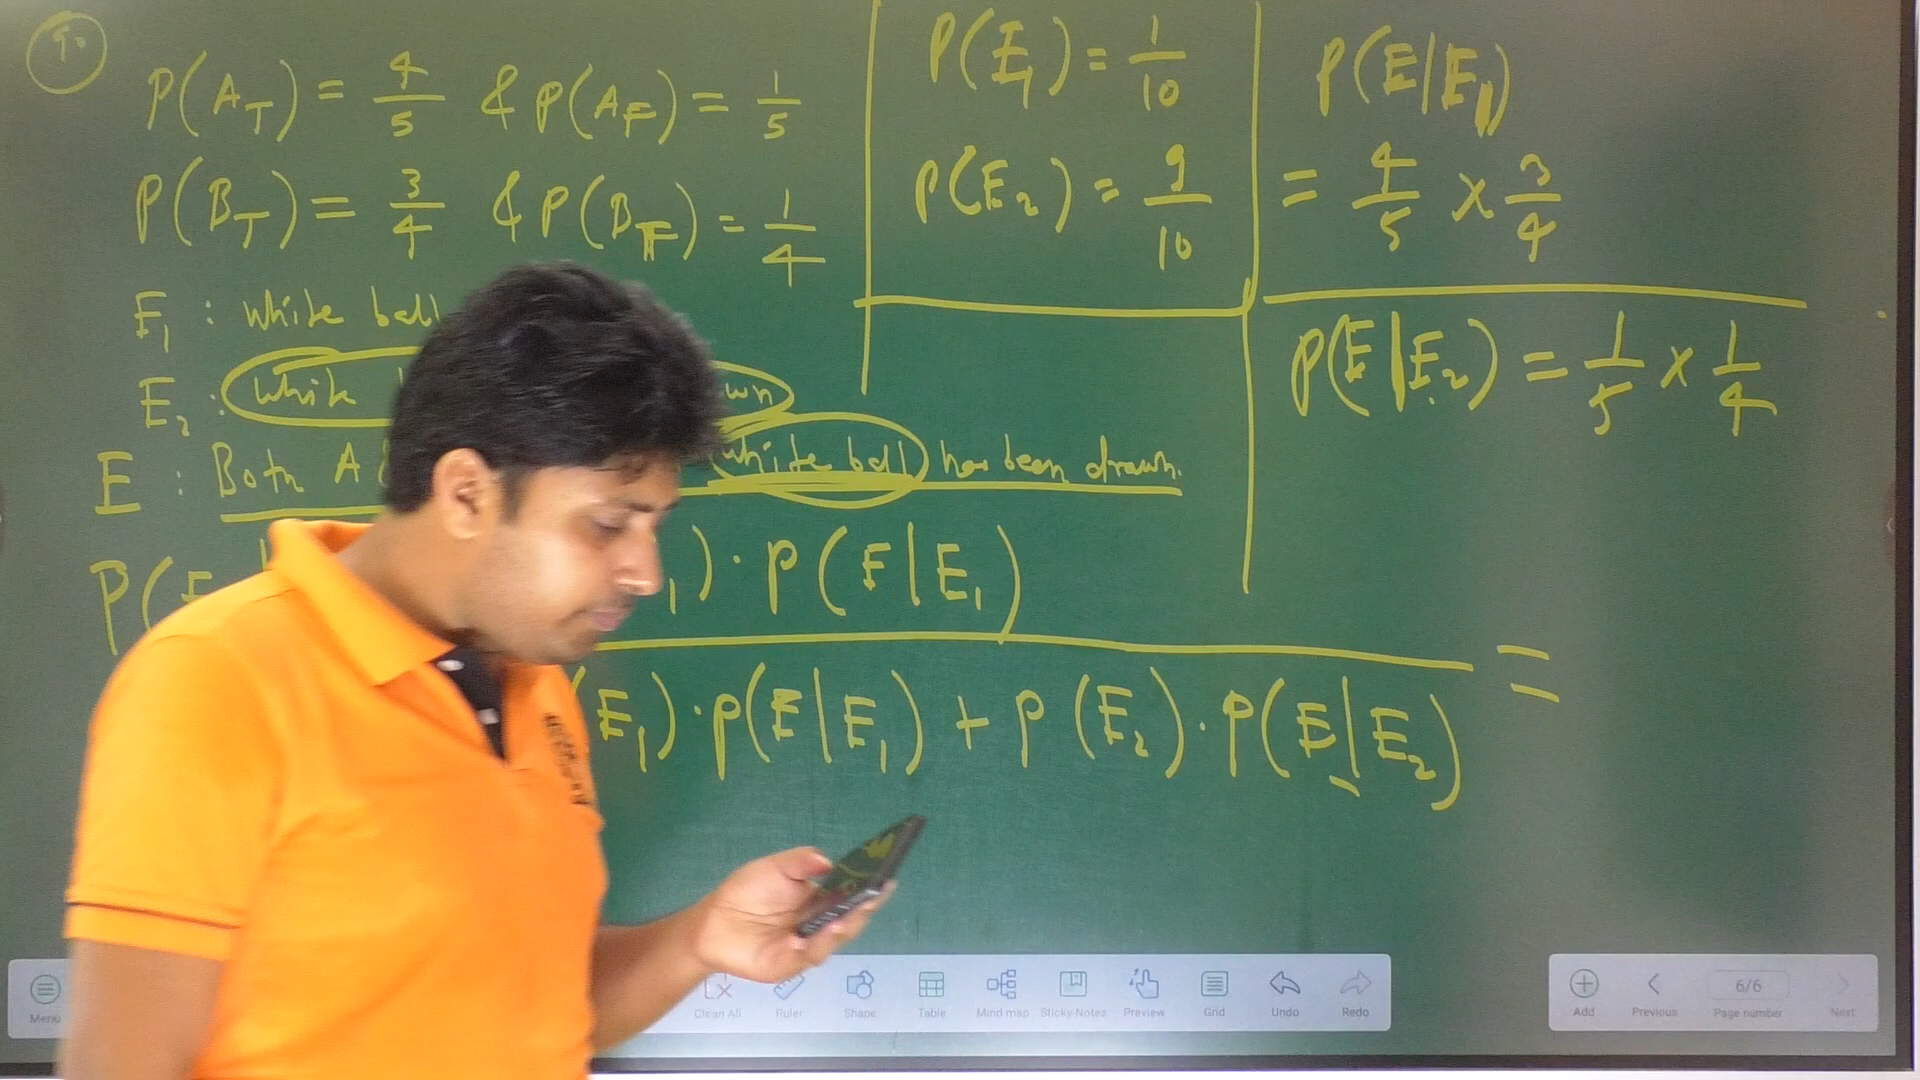 9.
P(A_T) = 4/5 & P(A_F) = 1/5
P(B_T) = 3/4 & P(B_F) = 1/4
E₁ : White ball
E₂ : White wn
E : Both A white ball has been drawn.
P(E₁) = 1/10
P(E₂) = 9/10
P(E|E₁)
= 4/5 × 3/4
P(E|E₂) = 1/5 × 1/4
P(E ₁) · P(E|E₁)
E₁) · P(E|E₁) + P(E₂) · P(E|E₂) =
Menu
Clean All
Ruler
Shape
Table
Mind map
Sticky-Notes
Preview
Grid
Undo
Redo
Add
Previous
6/6
Page number
Next